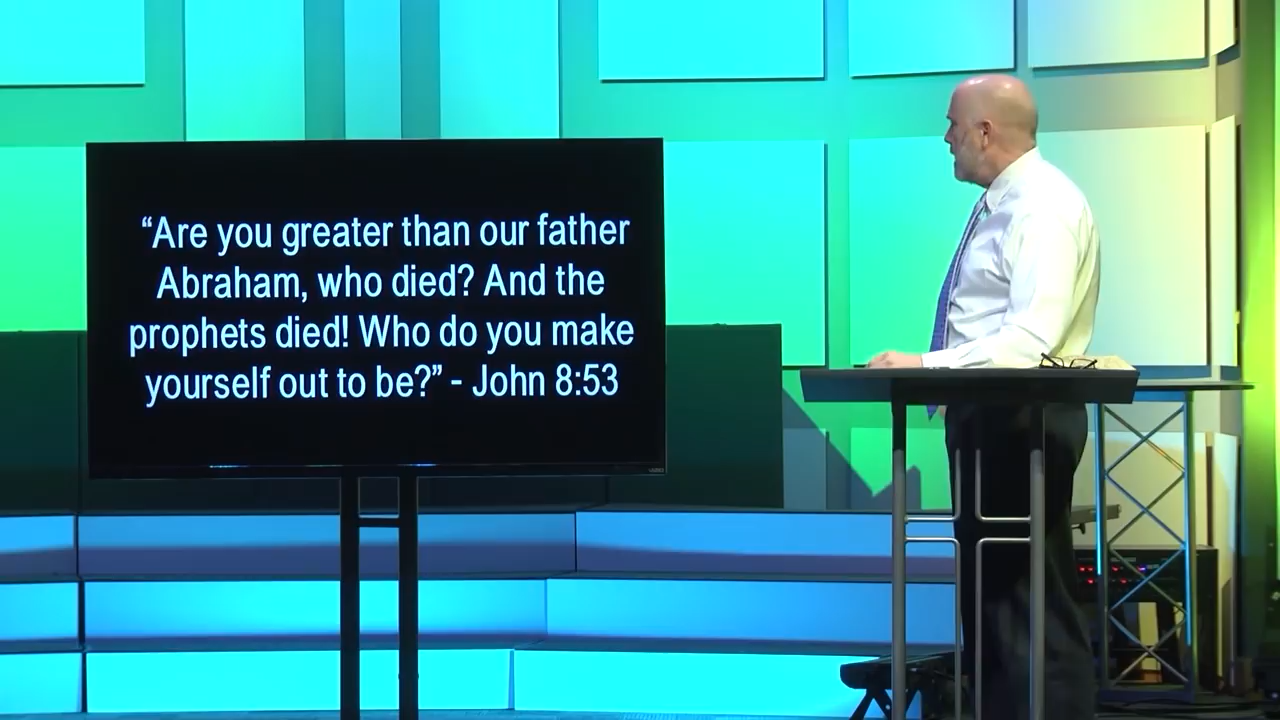 “Are you greater than our father
Abraham, who died? And the
prophets died! Who do you make
yourself out to be?” - John 8:53
VIZIO